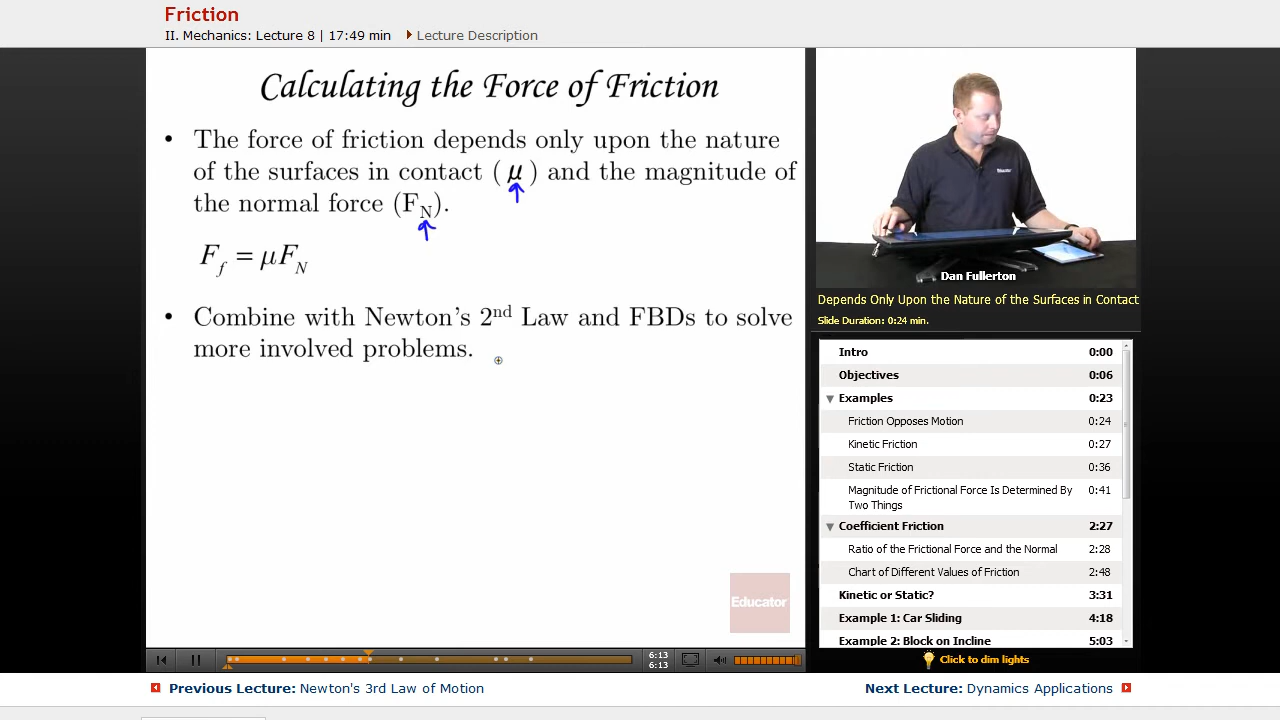 Friction
II. Mechanics: Lecture 8 | 17:49 min
Lecture Description
Calculating the Force of Friction
• The force of friction depends only upon the nature
of the surfaces in contact ( μ ) and the magnitude of
the normal force (F_N).
F_f = μF_N
• Combine with Newton's 2nd Law and FBDs to solve
more involved problems.
Educator
6:13
6:13
Educator
Dan Fullerton
Depends Only Upon the Nature of the Surfaces in Contact
Slide Duration: 0:24 min.
Intro 0:00
Objectives 0:06
Examples 0:23
Friction Opposes Motion 0:24
Kinetic Friction 0:27
Static Friction 0:36
Magnitude of Frictional Force Is Determined By 0:41
Two Things
Coefficient Friction 2:27
Ratio of the Frictional Force and the Normal 2:28
Chart of Different Values of Friction 2:48
Kinetic or Static? 3:31
Example 1: Car Sliding 4:18
Example 2: Block on Incline 5:03
Click to dim lights
Previous Lecture: Newton's 3rd Law of Motion
Next Lecture: Dynamics Applications